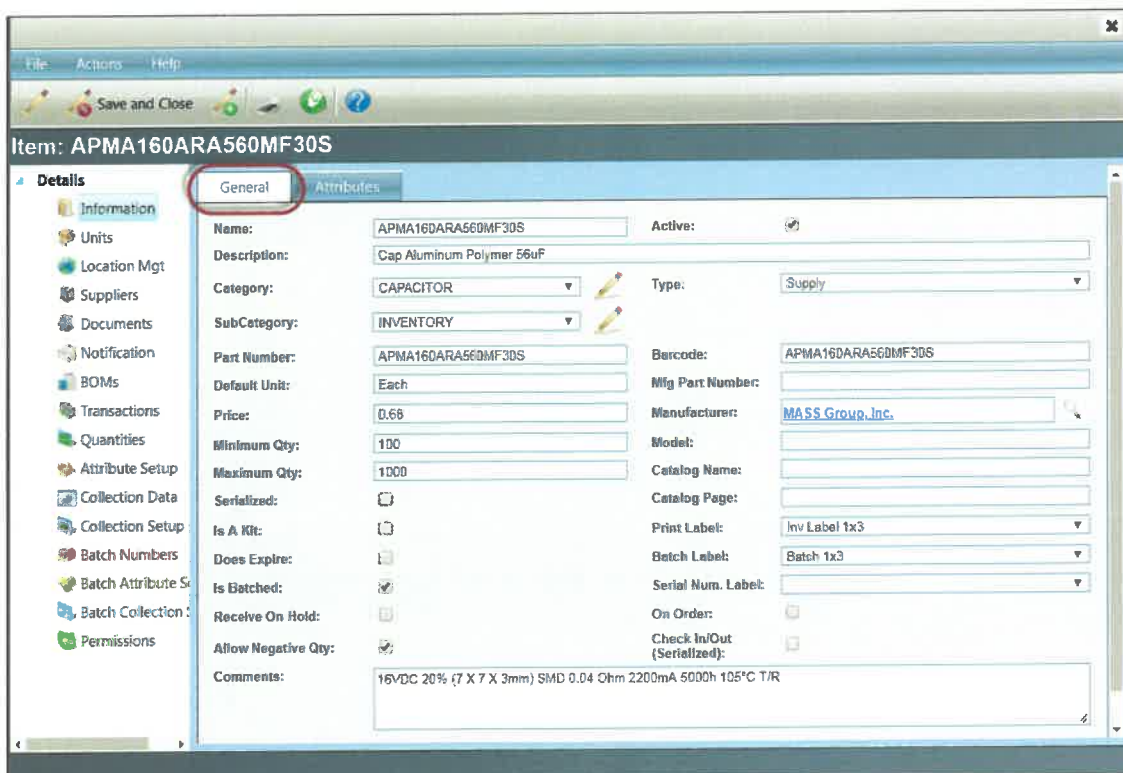 File Actions Help
Save and Close
Item: APMA160ARA560MF30S
Details
Information
Units
Location Mgt
Suppliers
Documents
Notification
BOMs
Transactions
Quantities
Attribute Setup
Collection Data
Collection Setup
Batch Numbers
Batch Attribute S
Batch Collection S
Permissions
General Attributes
Name: APMA160ARA560MF30S Active:
Description: Cap Aluminum Polymer 56uF
Category: CAPACITOR Type: Supply
SubCategory: INVENTORY
Part Number: APMA160ARA560MF30S Barcode: APMA160ARA560MF30S
Default Unit: Each Mfg Part Number:
Price: 0.66 Manufacturer: MASS Group, Inc.
Minimum Qty: 100 Model:
Maximum Qty: 1000 Catalog Name:
Serialized: Catalog Page:
Is A Kit: Print Label: Inv Label 1x3
Does Expire: Batch Label: Batch 1x3
Is Batched: Serial Num. Label:
Receive On Hold: On Order:
Allow Negative Qty: Check In/Out
(Serialized):
Comments: 16VDC 20% (7 X 7 X 3mm) SMD 0.04 Ohm 2200mA 5000h 105°C T/R